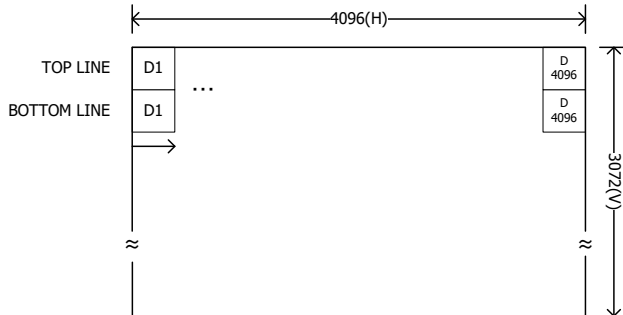 4096(H)
TOP LINE D1 ... D
4096
BOTTOM LINE D1 D
4096
3072(V)
≈ ≈